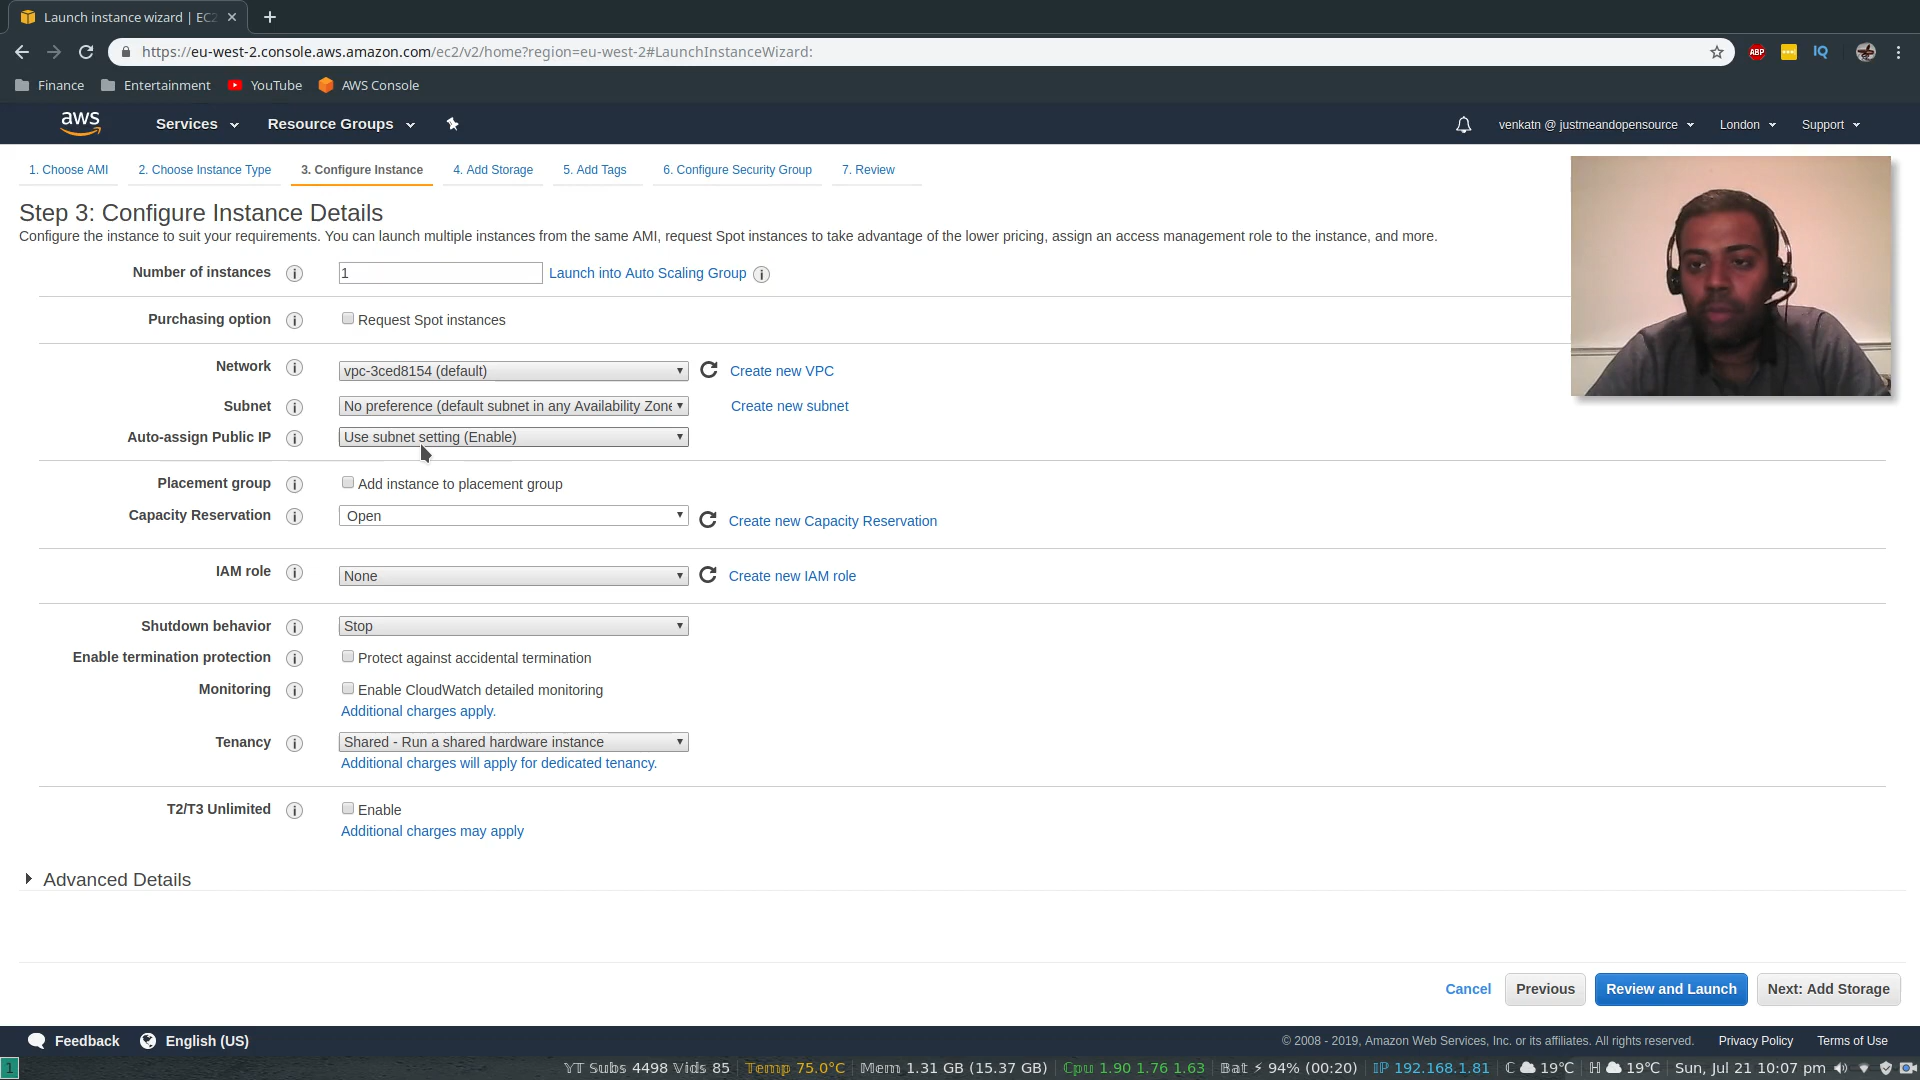 Launch instance wizard | EC2
https://eu-west-2.console.aws.amazon.com/ec2/v2/home?region=eu-west-2#LaunchInstanceWizard:
ABP
IQ
Finance
Entertainment
YouTube
AWS Console
aws
Services
Resource Groups
venkatn @ justmeandopensource
London
Support
1. Choose AMI
2. Choose Instance Type
3. Configure Instance
4. Add Storage
5. Add Tags
6. Configure Security Group
7. Review
Step 3: Configure Instance Details
Configure the instance to suit your requirements. You can launch multiple instances from the same AMI, request Spot instances to take advantage of the lower pricing, assign an access management role to the instance, and more.
Number of instances
1
Launch into Auto Scaling Group
Purchasing option
Request Spot instances
Network
vpc-3ced8154 (default)
Create new VPC
Subnet
No preference (default subnet in any Availability Zone
Create new subnet
Auto-assign Public IP
Use subnet setting (Enable)
Placement group
Add instance to placement group
Capacity Reservation
Open
Create new Capacity Reservation
IAM role
None
Create new IAM role
Shutdown behavior
Stop
Enable termination protection
Protect against accidental termination
Monitoring
Enable CloudWatch detailed monitoring
Additional charges apply.
Tenancy
Shared - Run a shared hardware instance
Additional charges will apply for dedicated tenancy.
T2/T3 Unlimited
Enable
Additional charges may apply
Advanced Details
Cancel
Previous
Review and Launch
Next: Add Storage
Feedback
English (US)
© 2008 - 2019, Amazon Web Services, Inc. or its affiliates. All rights reserved.
Privacy Policy
Terms of Use
1
YT Subs 4498 Vids 85
Temp 75.0°C
Mem 1.31 GB (15.37 GB)
Cpu 1.90 1.76 1.63
Bat ⚡ 94% (00:20)
IP 192.168.1.81
C 19°C
H 19°C
Sun, Jul 21 10:07 pm